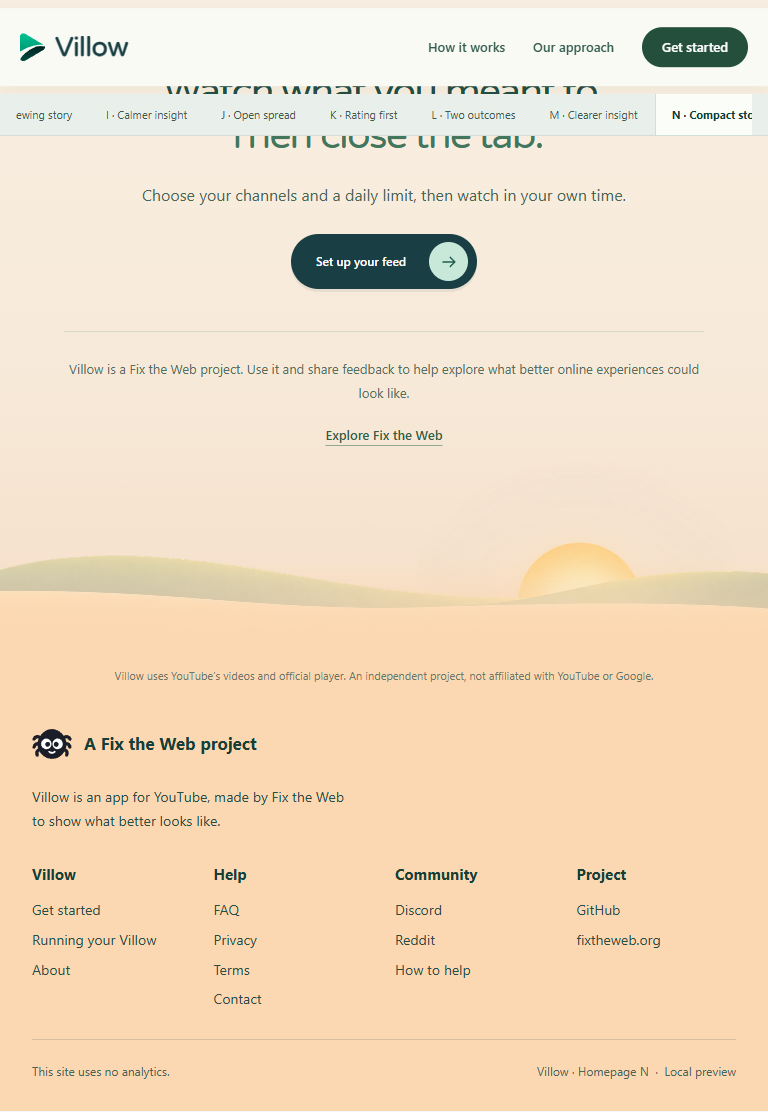 Villow
How it works
Our approach
Get started
Watch what you meant to.
ewing story
I · Calmer insight
J · Open spread
K · Rating first
L · Two outcomes
M · Clearer insight
N · Compact sto
Then close the tab.
Choose your channels and a daily limit, then watch in your own time.
Set up your feed
Villow is a Fix the Web project. Use it and share feedback to help explore what better online experiences could
look like.
Explore Fix the Web
Villow uses YouTube's videos and official player. An independent project, not affiliated with YouTube or Google.
A Fix the Web project
Villow is an app for YouTube, made by Fix the Web
to show what better looks like.
Villow
Get started
Running your Villow
About
Help
FAQ
Privacy
Terms
Contact
Community
Discord
Reddit
How to help
Project
GitHub
fixtheweb.org
This site uses no analytics.
Villow · Homepage N · Local preview